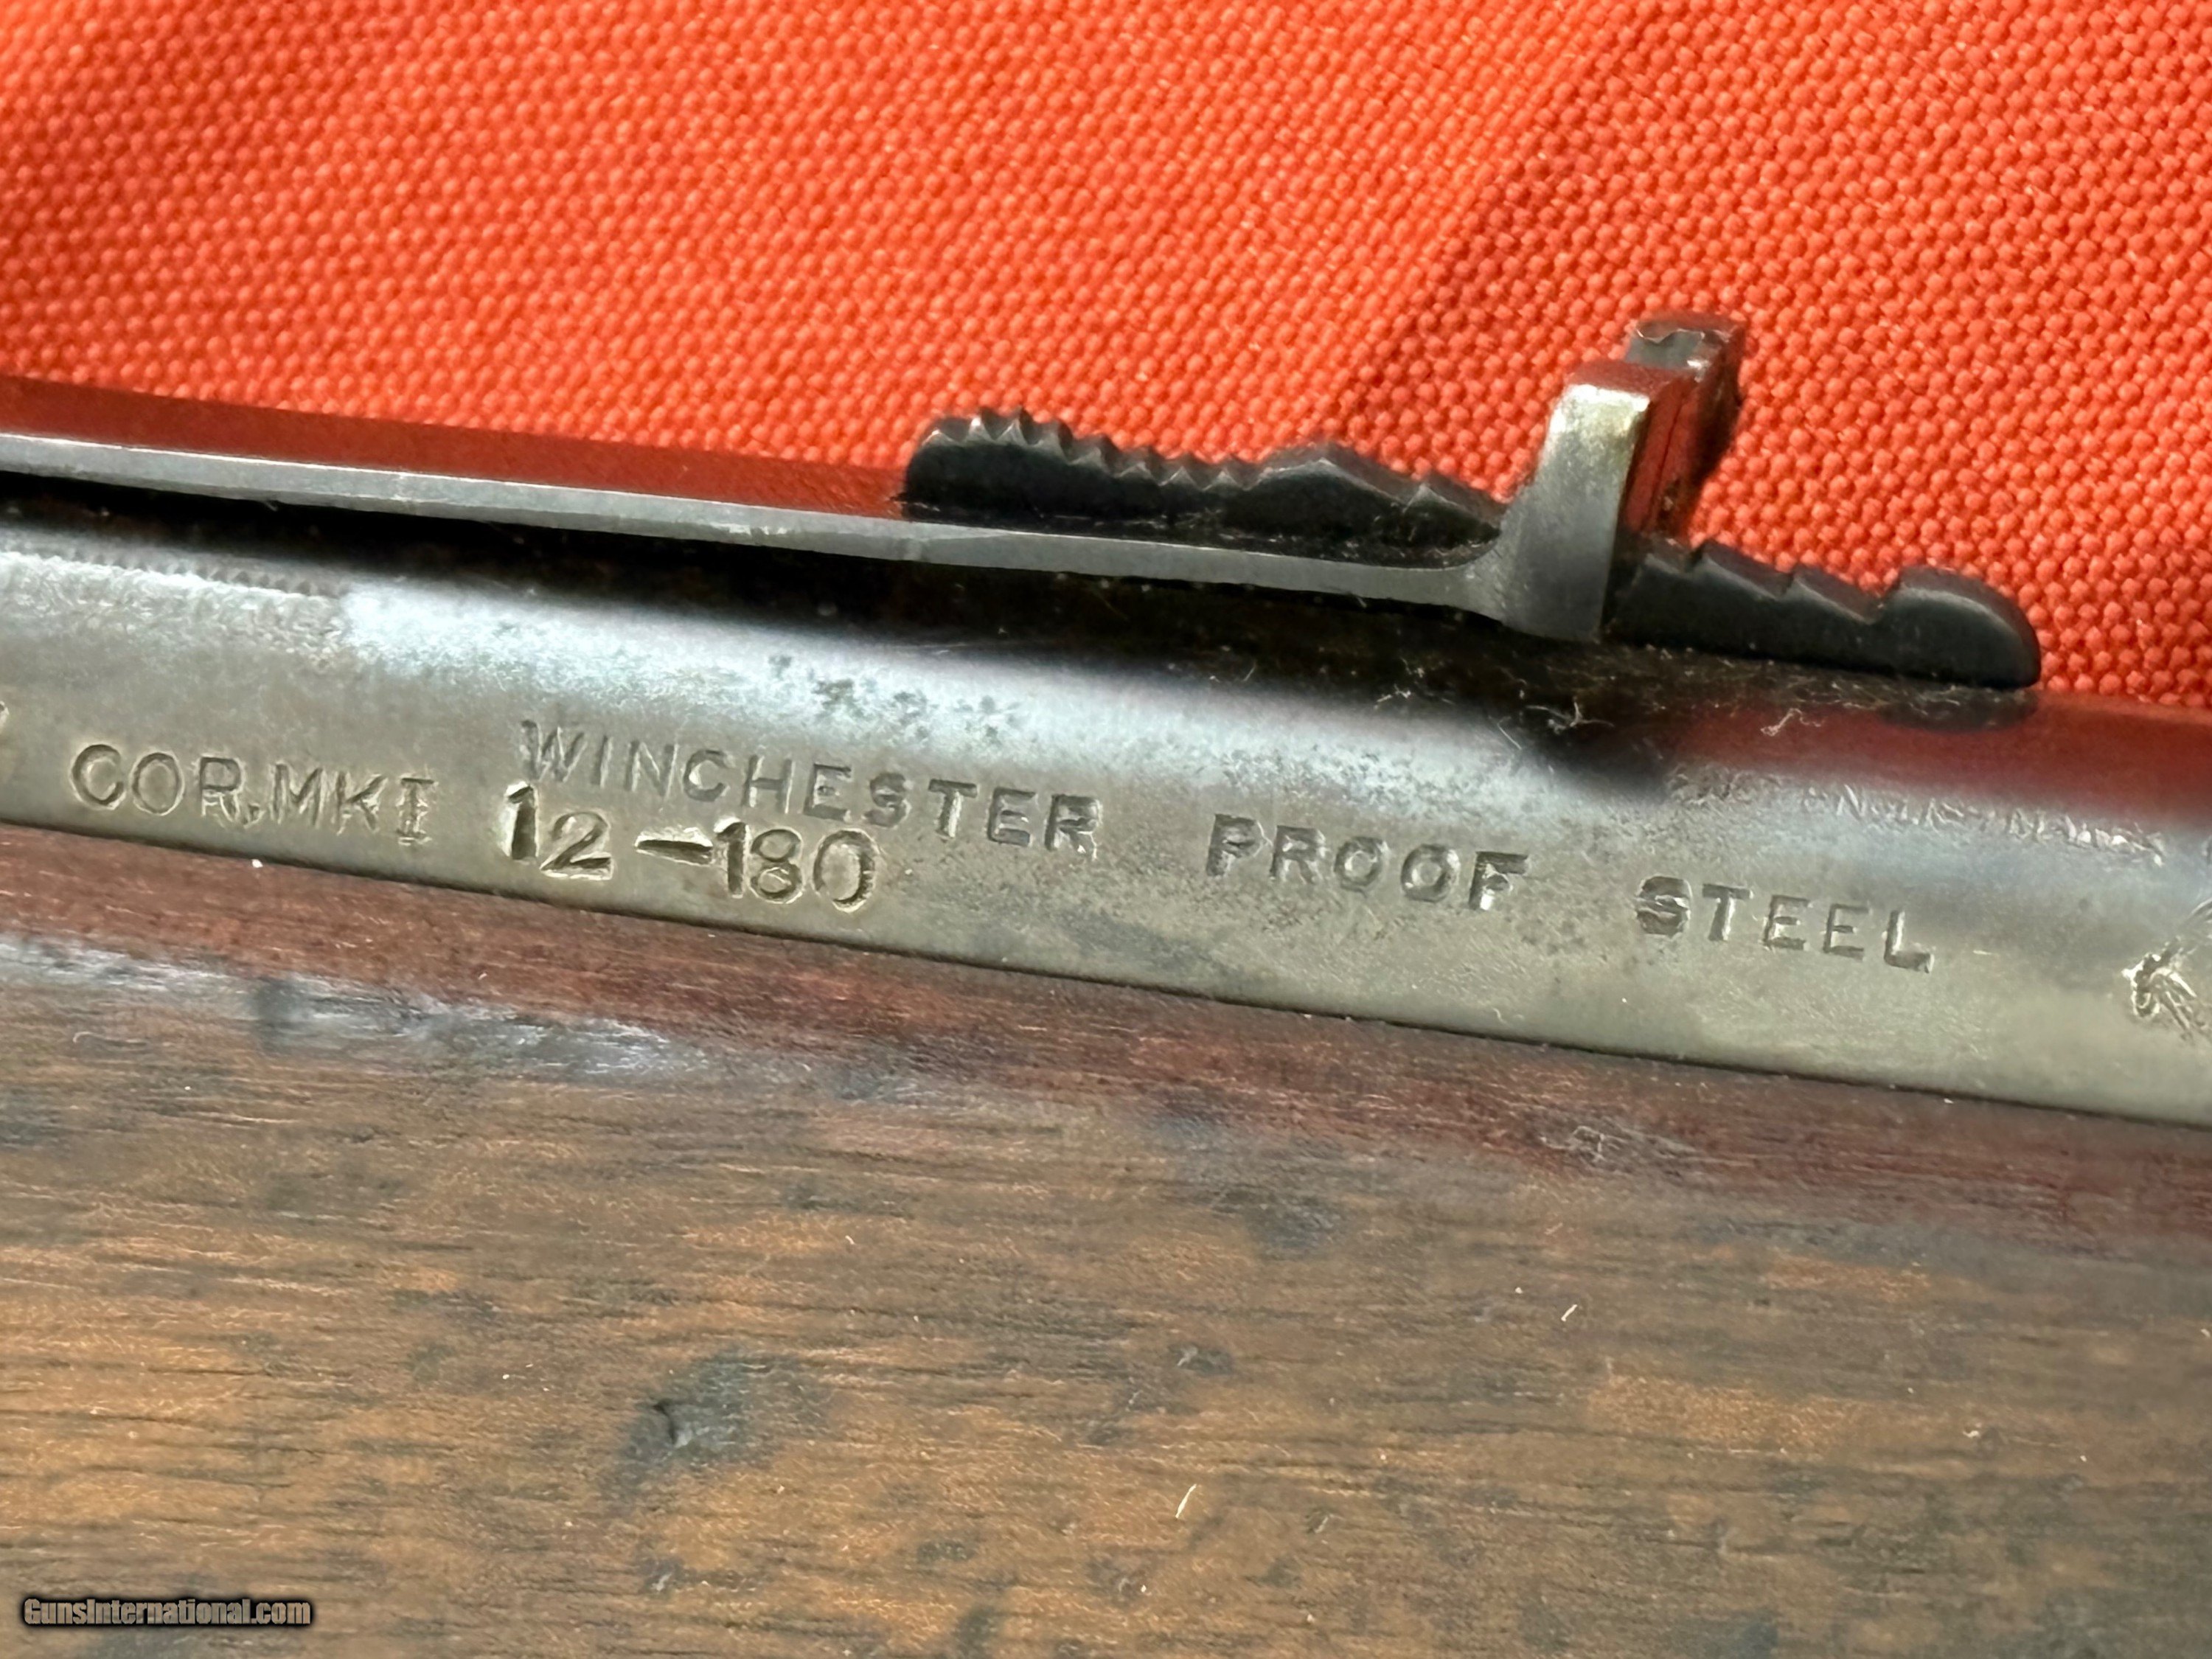 COR.MKI WINCHESTER PROOF STEEL
12-180
GunsInternational.com